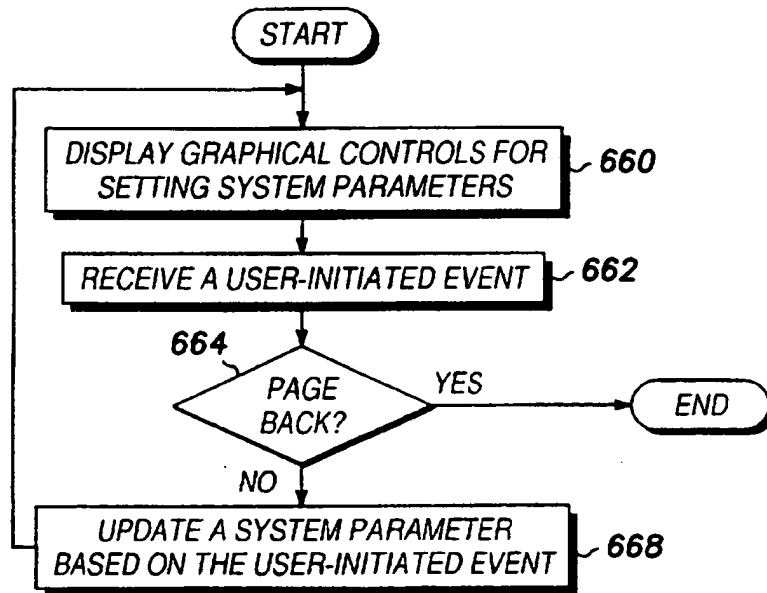 START
DISPLAY GRAPHICAL CONTROLS FOR
SETTING SYSTEM PARAMETERS
660
RECEIVE A USER-INITIATED EVENT
662
664
PAGE
BACK?
YES
END
NO
UPDATE A SYSTEM PARAMETER
BASED ON THE USER-INITIATED EVENT
668